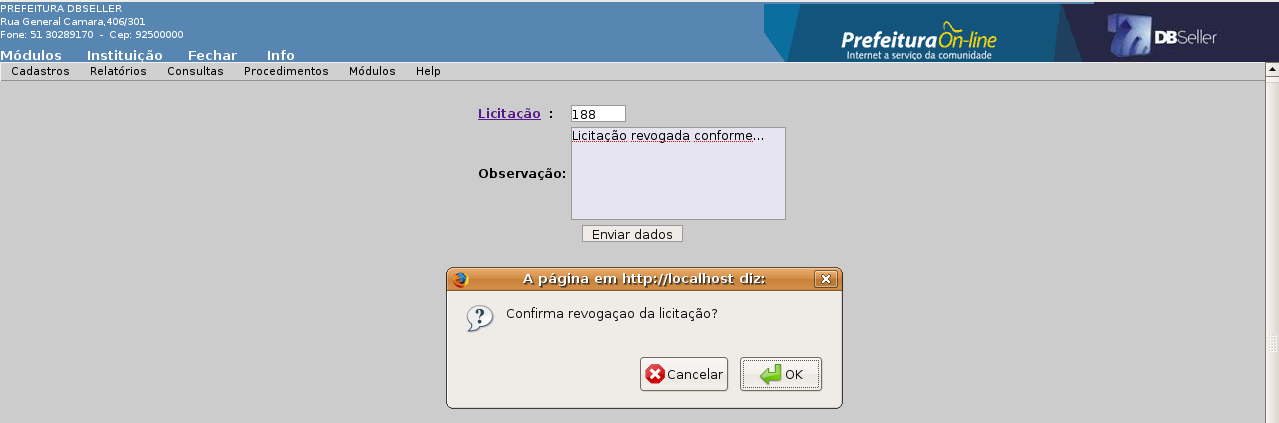 PREFEITURA DBSELLER
Rua General Camara,406/301
Fone: 51 30289170 - Cep: 92500000
Prefeitura On-line
Internet a serviço da comunidade
DBSeller
Módulos Instituição Fechar Info
Cadastros Relatórios Consultas Procedimentos Módulos Help
Licitação : 188
Licitação revogada conforme...
Observação:
Enviar dados
A página em http://localhost diz:
Confirma revogaçao da licitação?
Cancelar OK